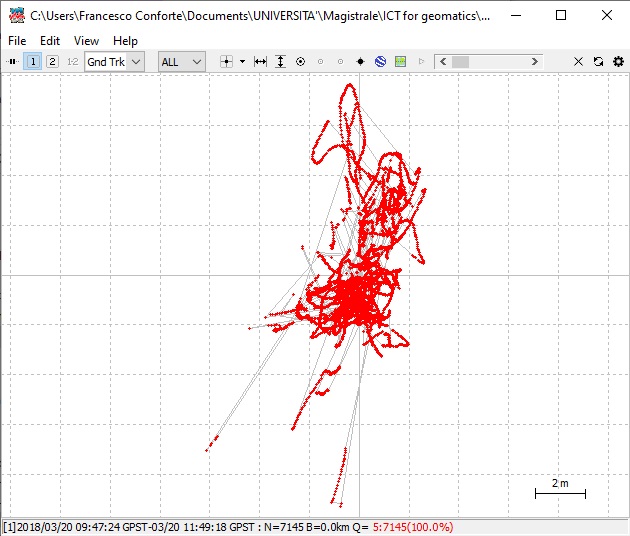 C:\Users\Francesco Conforte\Documents\UNIVERSITA'\Magistrale\ICT for geomatics\...
File Edit View Help
1 2 1-2 Gnd Trk ALL
2 m
[1]2018/03/20 09:47:24 GPST-03/20 11:49:18 GPST : N=7145 B=0.0km Q= 5:7145(100.0%)